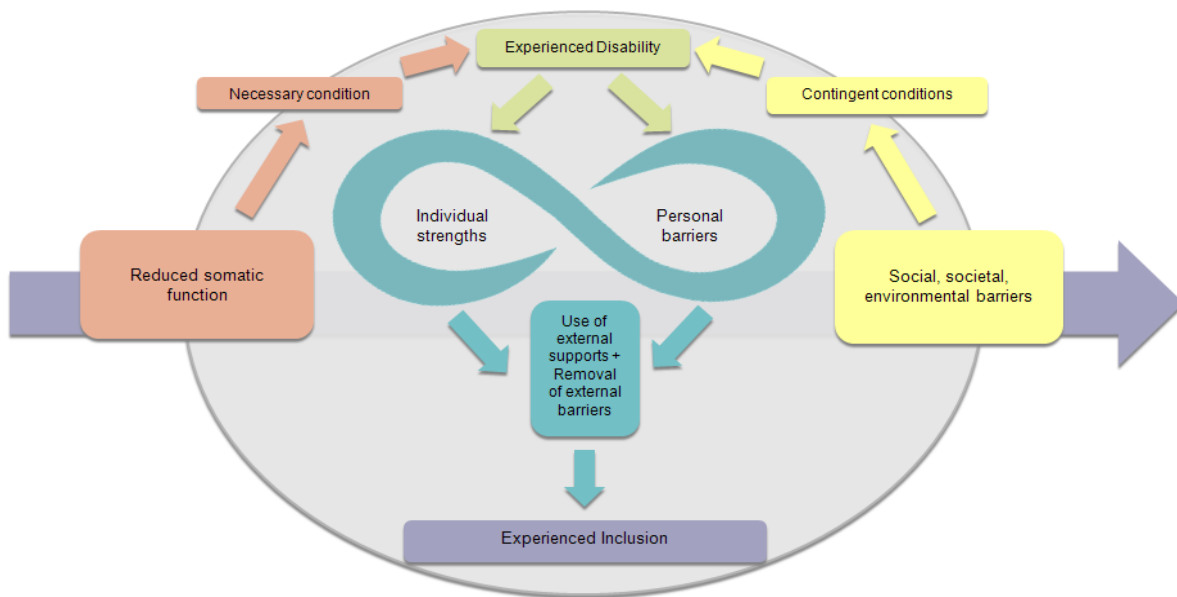 Experienced Disability
Necessary condition
Contingent conditions
Individual
strengths
Personal
barriers
Reduced somatic
function
Social, societal,
environmental barriers
Use of
external
supports +
Removal
of external
barriers
Experienced Inclusion